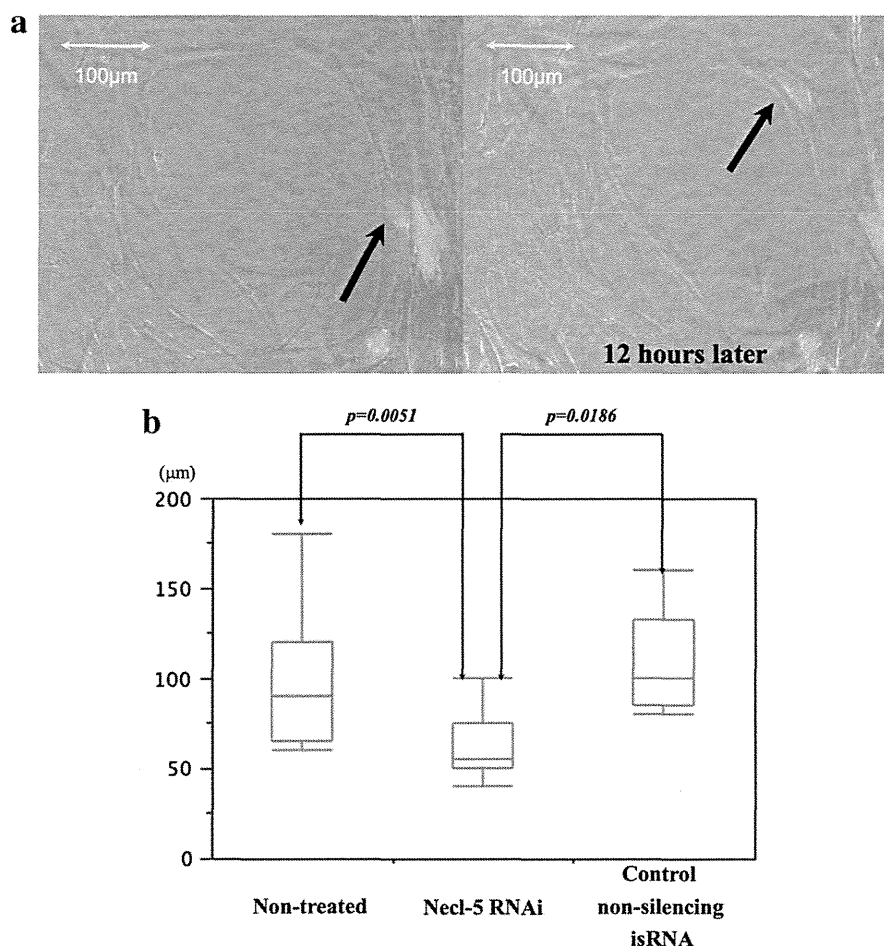 a
100µm
100µm
12 hours later
b
p=0.0051
p=0.0186
(µm)
200
150
100
50
0
Non-treated
Necl-5 RNAi
Control
non-silencing
isRNA